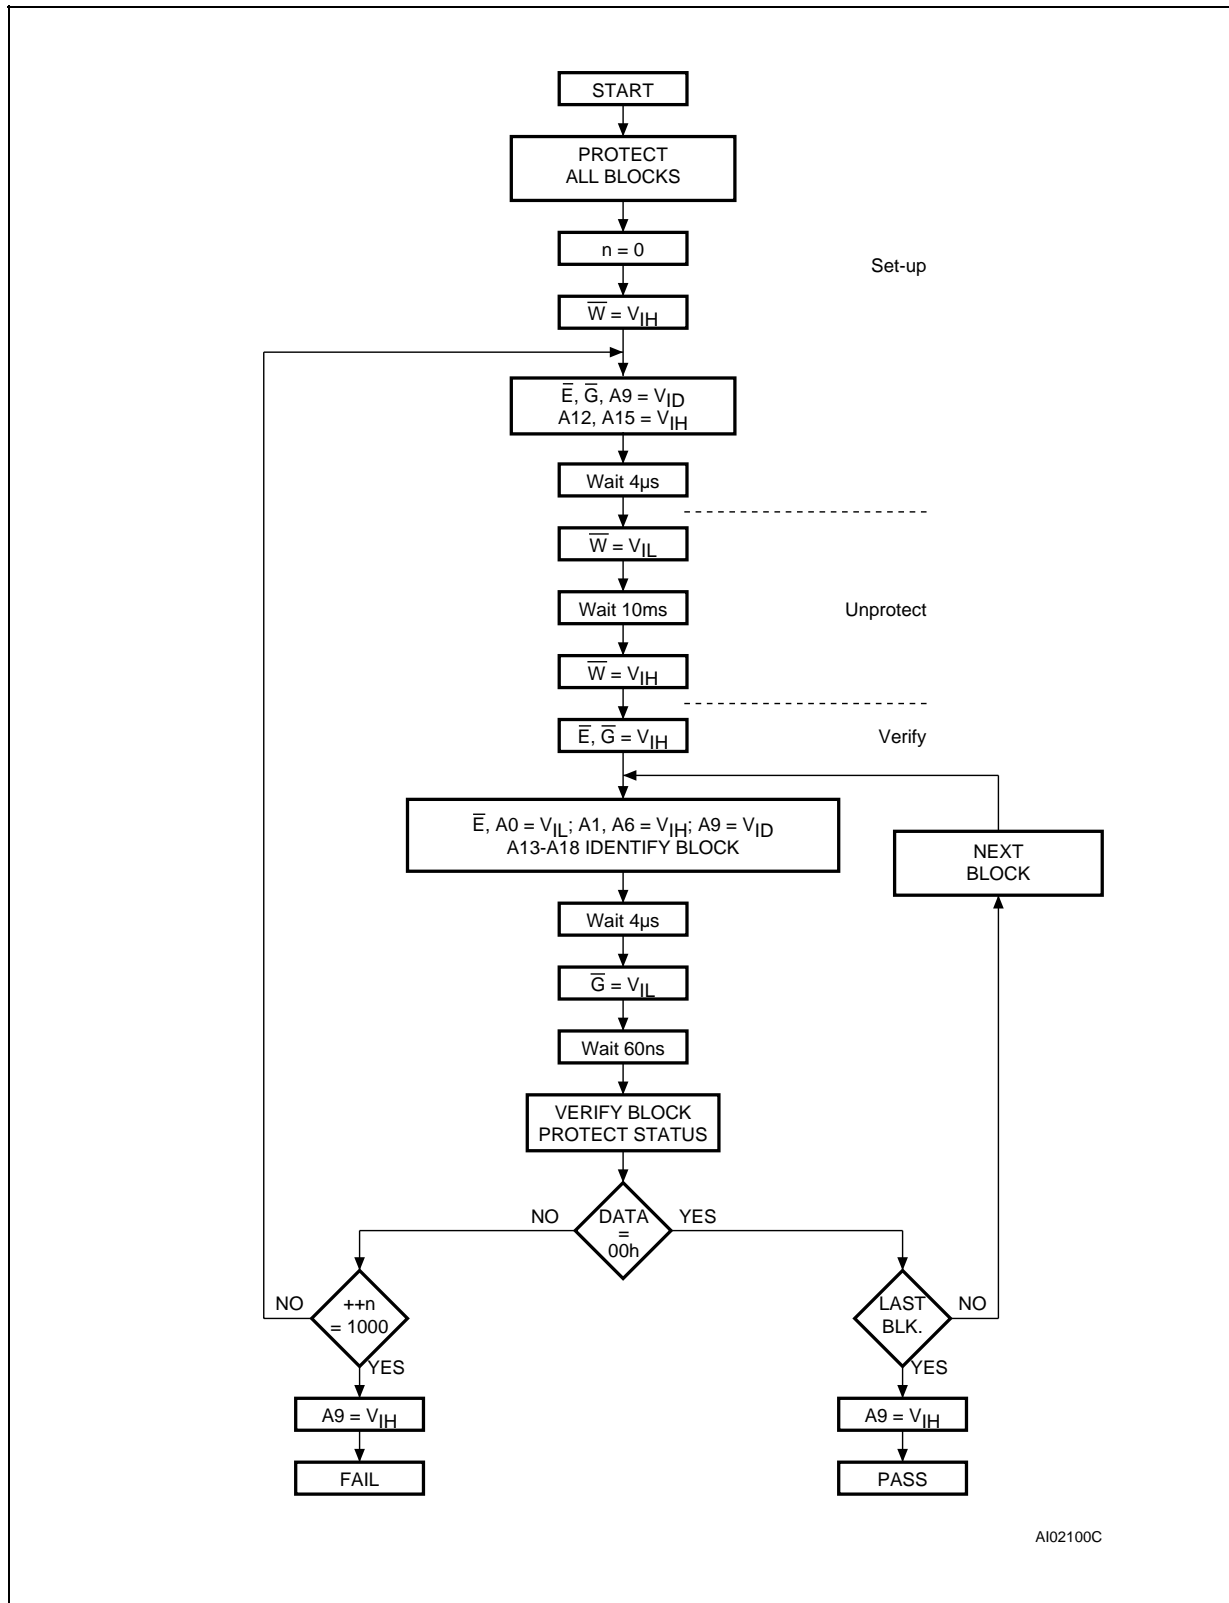 START
PROTECT
ALL BLOCKS
n = 0
Set-up
W̅ = VIH
E̅, G̅, A9 = VID
A12, A15 = VIH
Wait 4µs
W̅ = VIL
Wait 10ms
Unprotect
W̅ = VIH
E̅, G̅ = VIH
Verify
E̅, A0 = VIL; A1, A6 = VIH; A9 = VID
A13-A18 IDENTIFY BLOCK
NEXT
BLOCK
Wait 4µs
G̅ = VIL
Wait 60ns
VERIFY BLOCK
PROTECT STATUS
NO
DATA
=
00h
YES
NO
++n
= 1000
YES
LAST
BLK.
NO
YES
A9 = VIH
A9 = VIH
FAIL
PASS
AI02100C